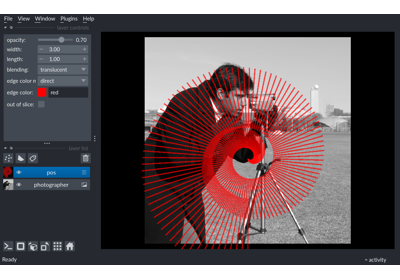 File View Window Plugins Help
layer controls
opacity: 0.70
width: 3.00
length: 1.00
blending: translucent
edge color m direct
edge color: red
out of slice:
layer list
pos
photographer
Ready
activity